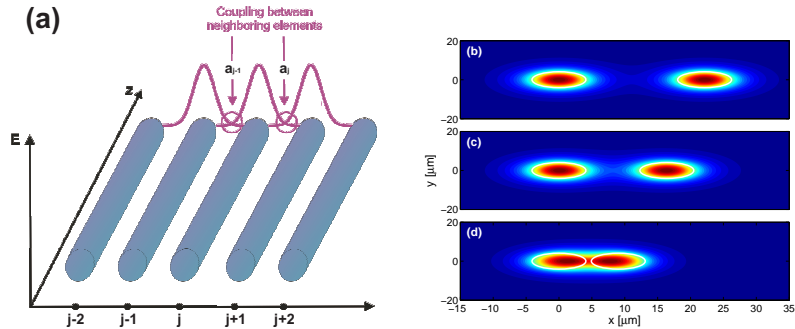 (a)
Coupling between
neighboring elements
a_{j-1} a_j
z
E
j-2 j-1 j j+1 j+2
(b)
20
0
-20
(c)
20
0
-20
y [μm]
(d)
20
0
-20
-15 -10 -5 0 5 10 15 20 25 30 35
x [μm]